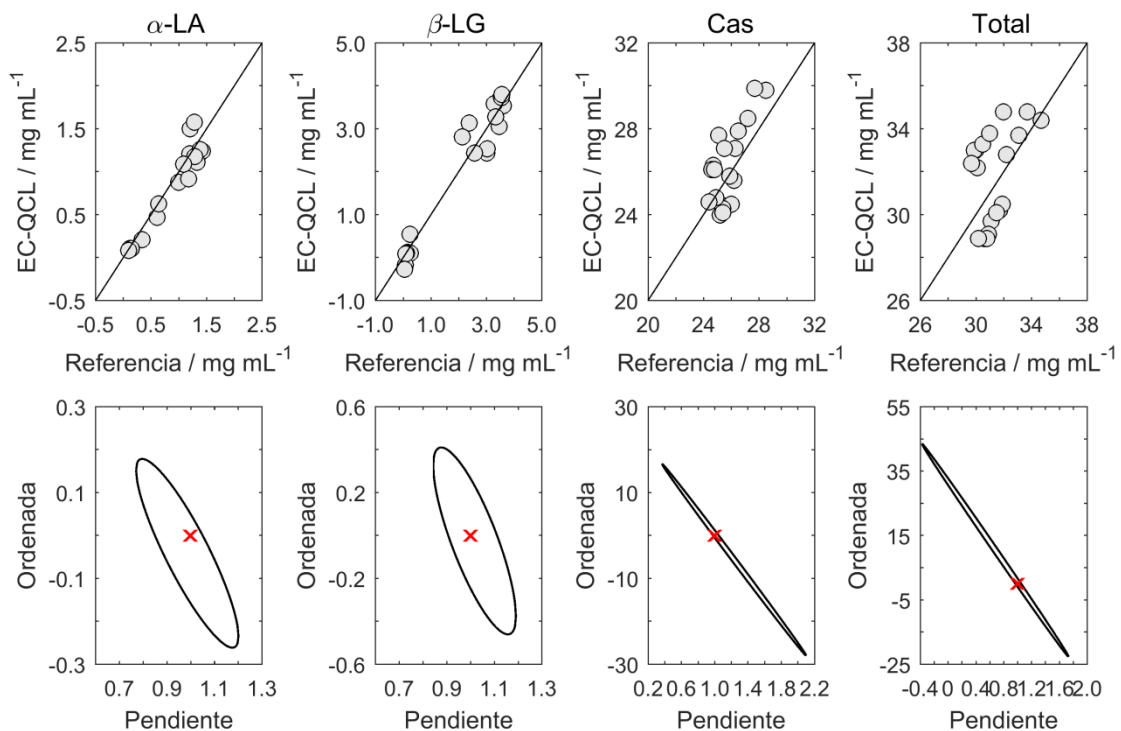 α-LA
β-LG
Cas
Total
EC-QCL / mg mL⁻¹
2.5
1.5
0.5
-0.5
-0.5 0.5 1.5 2.5
Referencia / mg mL⁻¹
EC-QCL / mg mL⁻¹
5.0
3.0
1.0
-1.0
-1.0 1.0 3.0 5.0
Referencia / mg mL⁻¹
EC-QCL / mg mL⁻¹
32
28
24
20
20 24 28 32
Referencia / mg mL⁻¹
EC-QCL / mg mL⁻¹
38
34
30
26
26 30 34 38
Referencia / mg mL⁻¹
Ordenada
0.3
0.1
-0.1
-0.3
0.7 0.9 1.1 1.3
Pendiente
Ordenada
0.6
0.2
-0.2
-0.6
0.7 0.9 1.1 1.3
Pendiente
Ordenada
30
10
-10
-30
0.2 0.6 1.0 1.4 1.8 2.2
Pendiente
Ordenada
55
35
15
-5
-25
-0.4 0 0.4 0.8 1.2 1.6 2.0
Pendiente